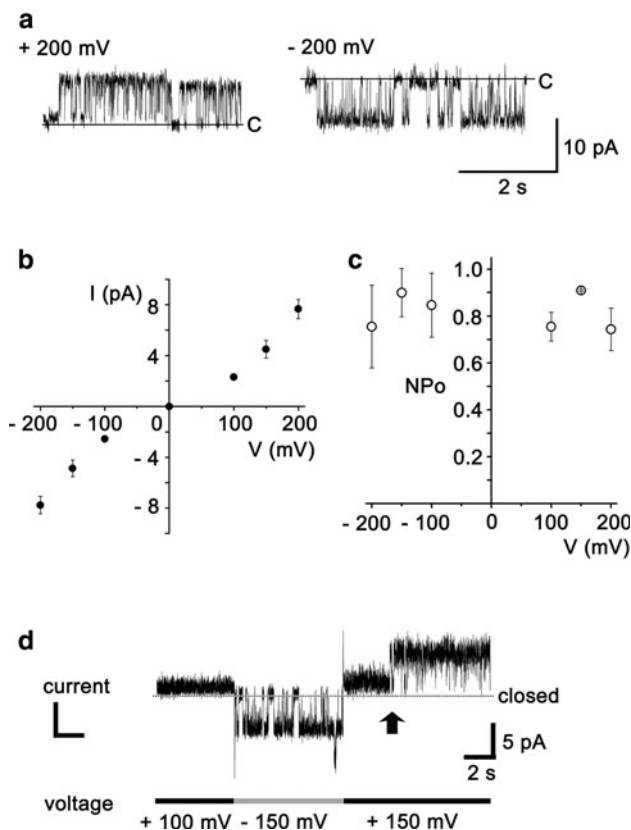 a
+ 200 mV
- 200 mV
C
C
10 pA
2 s
b
I (pA)
8
4
- 200
- 100
0
100
200
V (mV)
- 4
- 8
c
1.0
0.8
NPo
0.6
0.4
0.2
- 200
- 100
0
100
200
V (mV)
d
current
closed
5 pA
2 s
voltage
+ 100 mV
- 150 mV
+ 150 mV